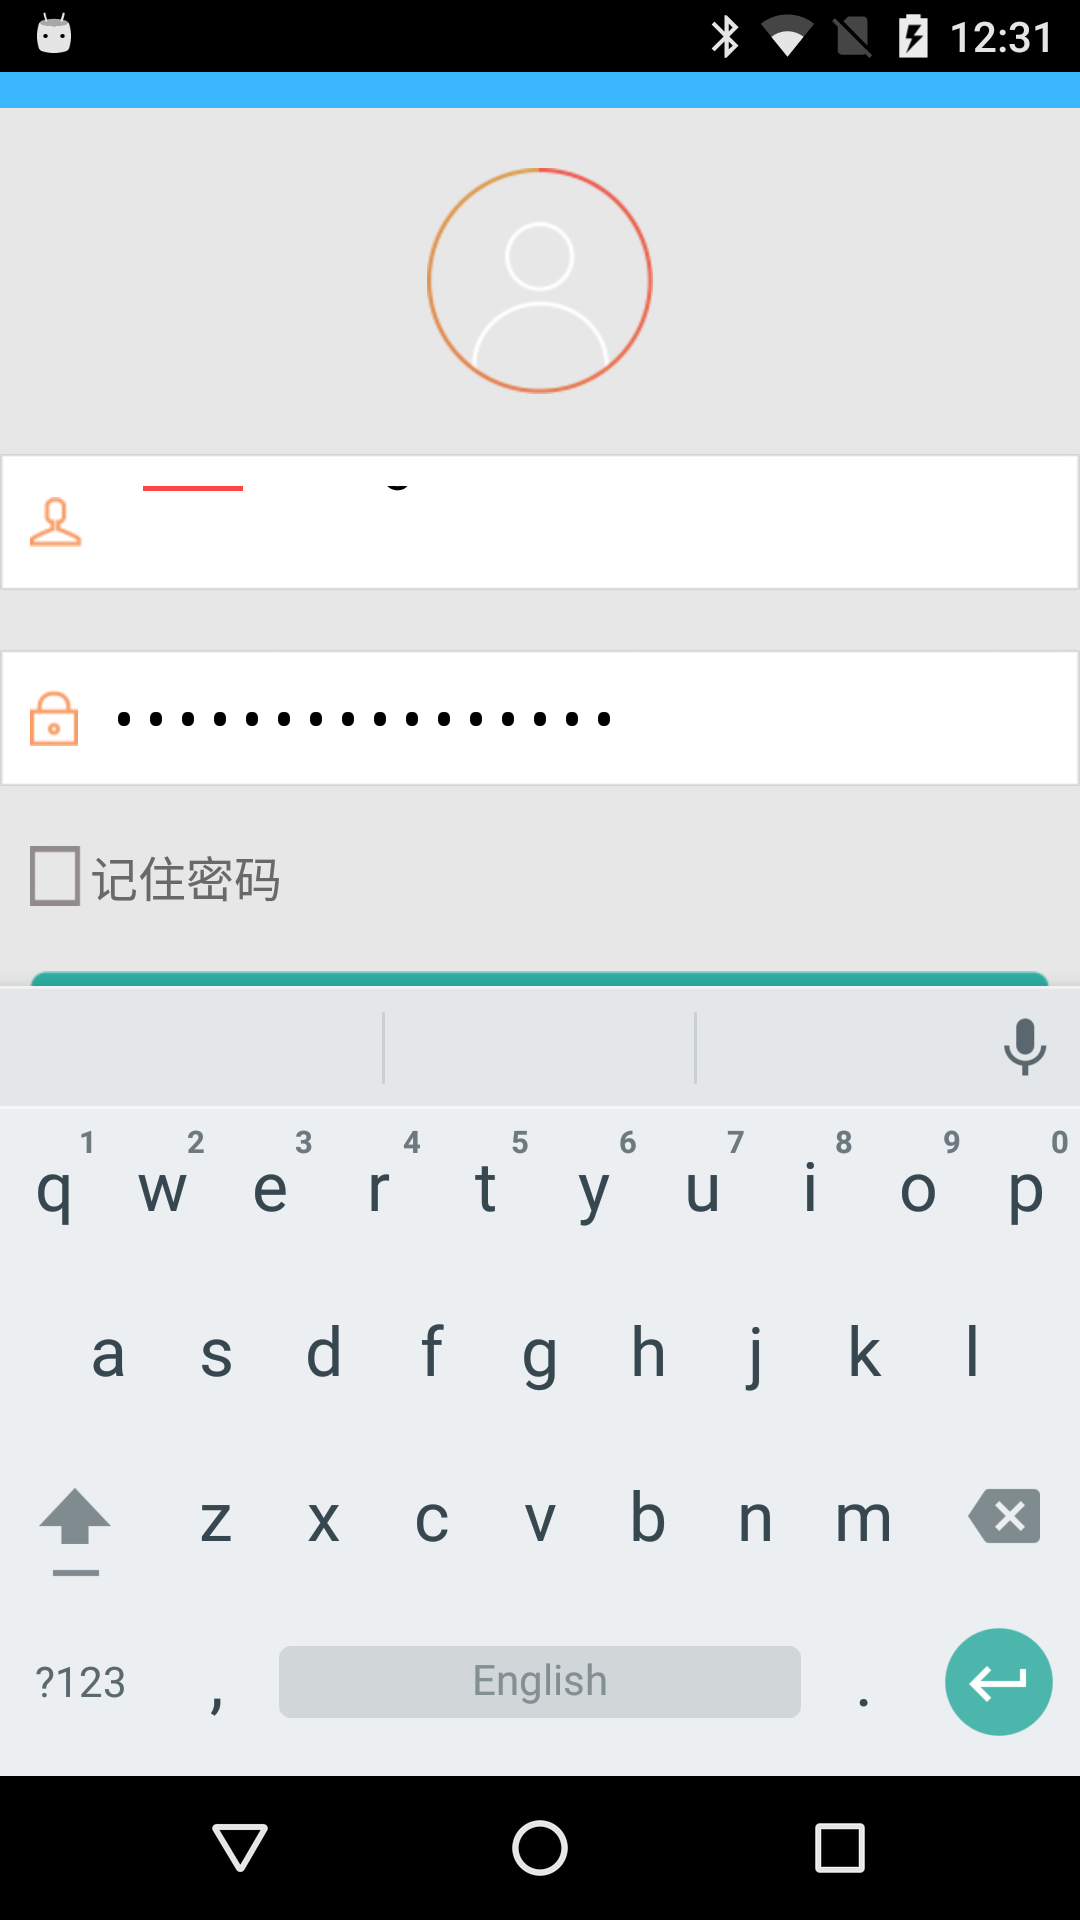 12:31
记住密码
1 2 3 4 5 6 7 8 9 0
q w e r t y u i o p
a s d f g h j k l
z x c v b n m
?123 , English .